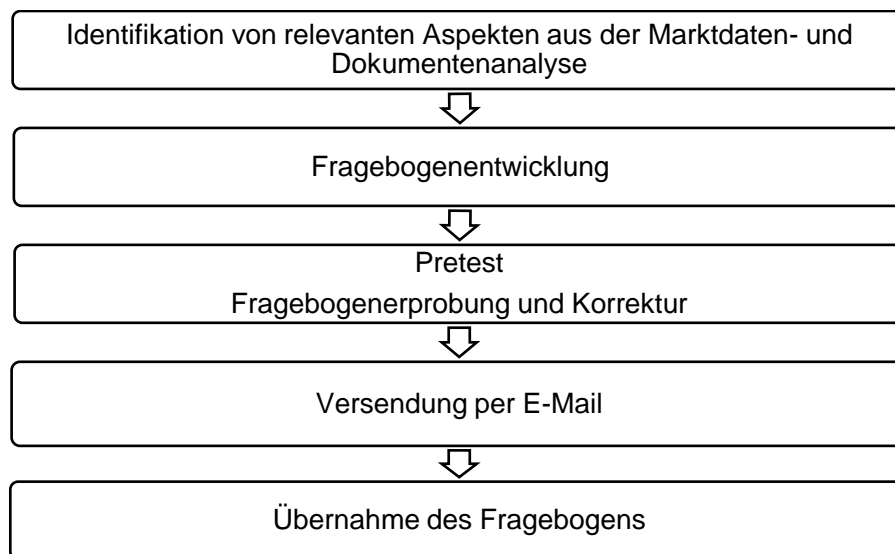 Identifikation von relevanten Aspekten aus der Marktdaten- und
Dokumentenanalyse
Fragebogenentwicklung
Pretest
Fragebogenerprobung und Korrektur
Versendung per E-Mail
Übernahme des Fragebogens